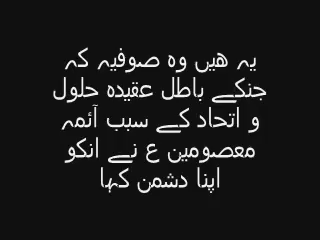 یہ ھیں وہ صوفیہ کہ
جنکے باطل عقیدہ حلول
و اتحاد کے سبب آئمہ
معصومین ع نے انکو
اپنا دشمن کہا